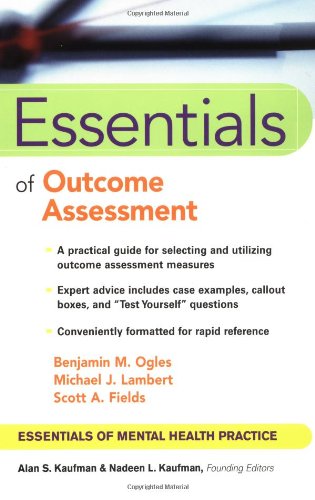 Copyrighted Material
Essentials
of Outcome
Assessment
A practical guide for selecting and utilizing
outcome assessment measures
Expert advice includes case examples, callout
boxes, and “Test Yourself” questions
Conveniently formatted for rapid reference
Benjamin M. Ogles
Michael J. Lambert
Scott A. Fields
ESSENTIALS OF MENTAL HEALTH PRACTICE
Alan S. Kaufman & Nadeen L. Kaufman, Founding Editors
Copyrighted Material